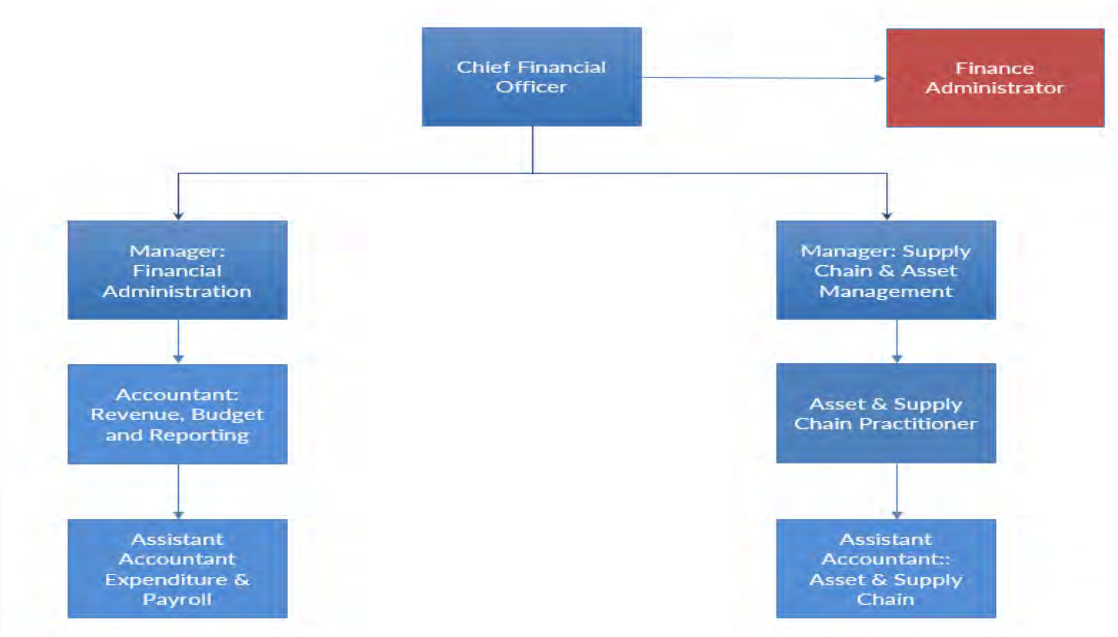 Chief Financial
Officer
Finance
Administrator
Manager:
Financial
Administration
Manager: Supply
Chain & Asset
Management
Accountant:
Revenue, Budget
and Reporting
Asset & Supply
Chain Practitioner
Assistant
Accountant
Expenditure &
Payroll
Assistant
Accountant::
Asset & Supply
Chain